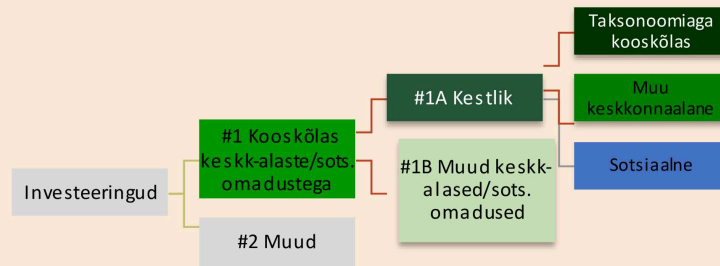 Investeeringud
#1 Kooskõlas
keskk-alaste/sots.
omadustega
#2 Muud
#1A Kestlik
#1B Muud keskk-
alased/sots.
omadused
Taksonoomiaga
kooskõlas
Muu
keskkonnaalane
Sotsiaalne